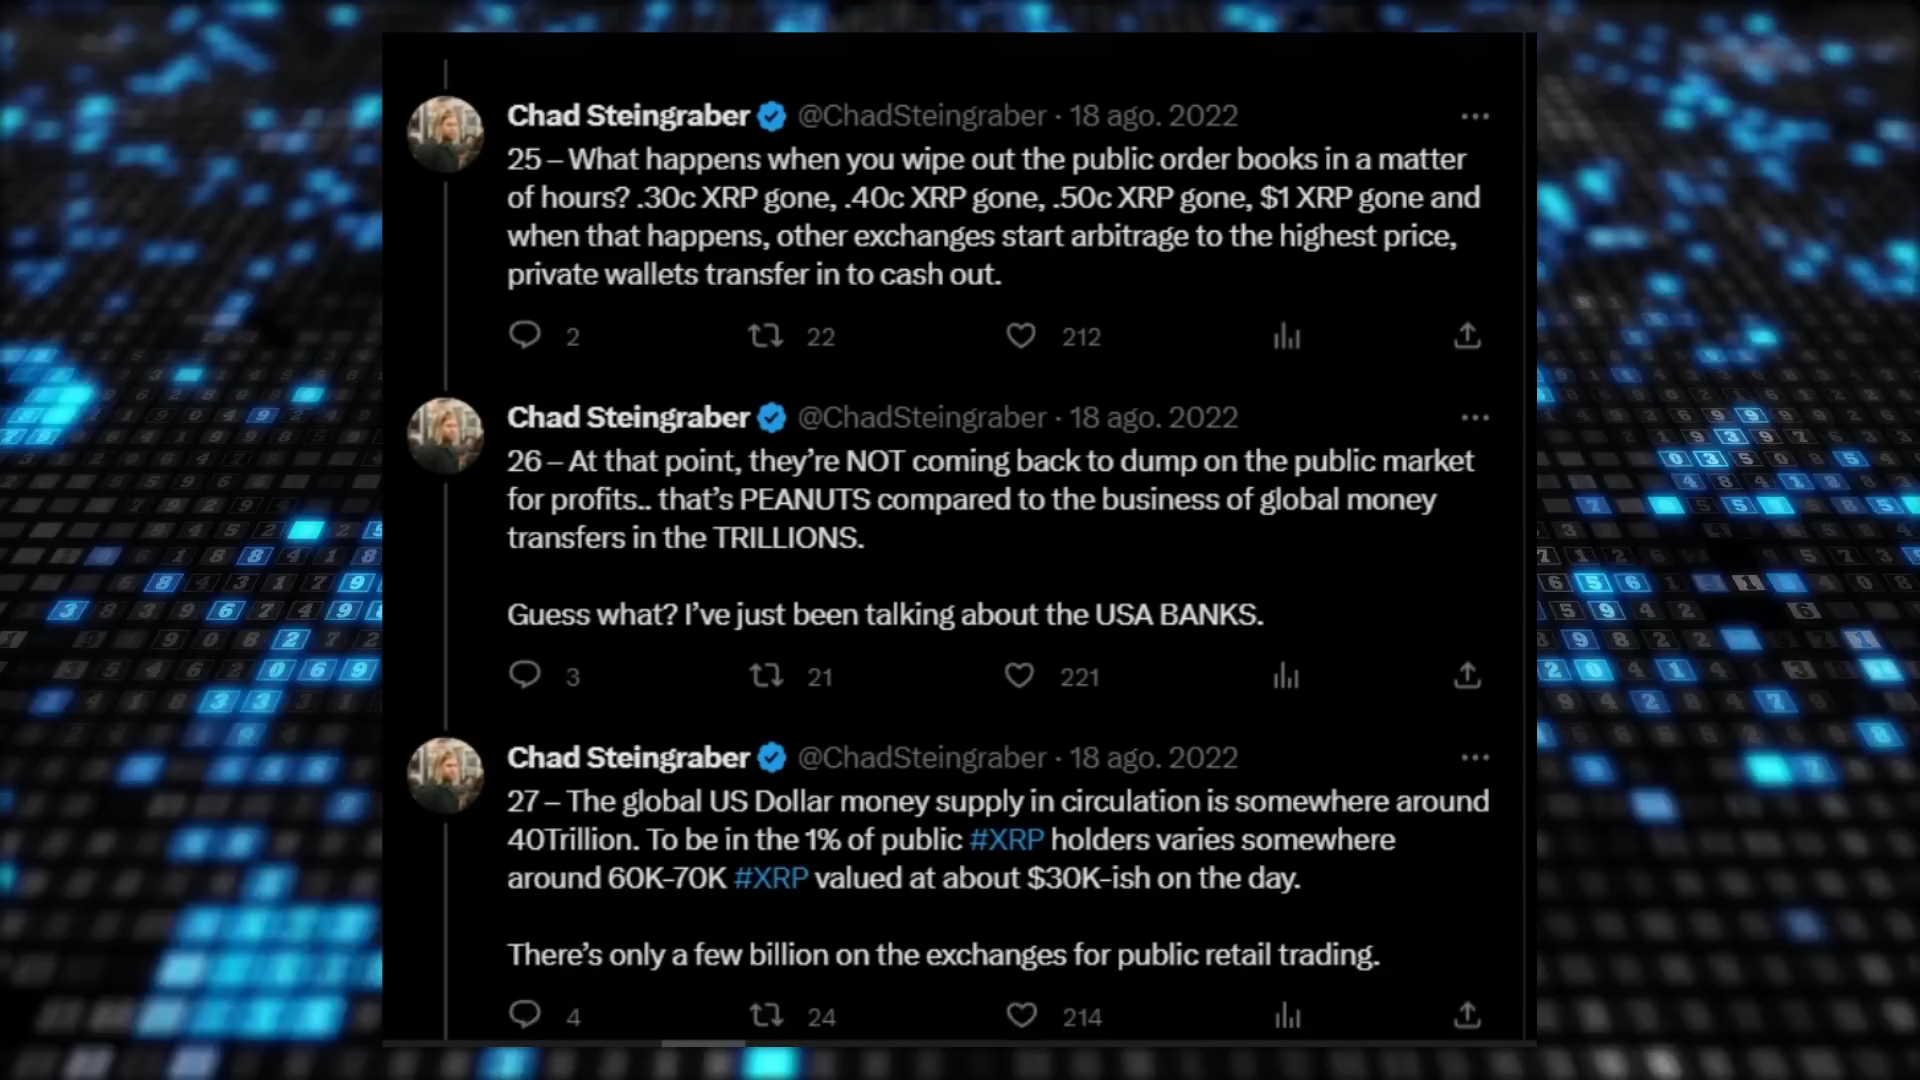 Chad Steingraber @ChadSteingraber · 18 ago. 2022
25 – What happens when you wipe out the public order books in a matter
of hours? .30c XRP gone, .40c XRP gone, .50c XRP gone, $1 XRP gone and
when that happens, other exchanges start arbitrage to the highest price,
private wallets transfer in to cash out.
2 22 212
Chad Steingraber @ChadSteingraber · 18 ago. 2022
26 – At that point, they're NOT coming back to dump on the public market
for profits.. that's PEANUTS compared to the business of global money
transfers in the TRILLIONS.
Guess what? I've just been talking about the USA BANKS.
3 21 221
Chad Steingraber @ChadSteingraber · 18 ago. 2022
27 – The global US Dollar money supply in circulation is somewhere around
40Trillion. To be in the 1% of public #XRP holders varies somewhere
around 60K-70K #XRP valued at about $30K-ish on the day.
There's only a few billion on the exchanges for public retail trading.
4 24 214